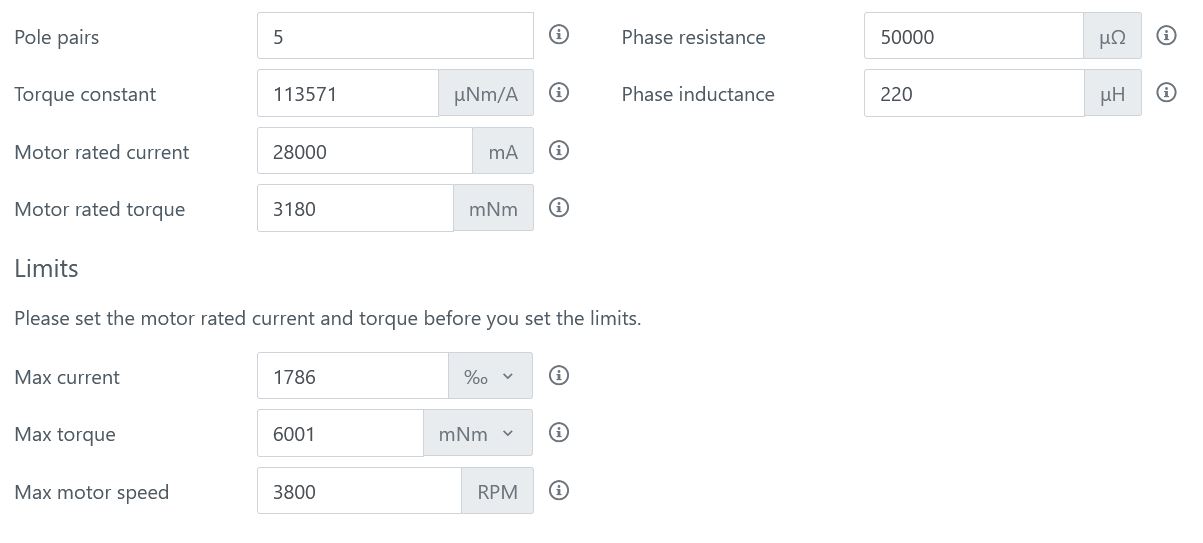 Pole pairs 5 Phase resistance 50000 μΩ
Torque constant 113571 μNm/A Phase inductance 220 μH
Motor rated current 28000 mA
Motor rated torque 3180 mNm
Limits
Please set the motor rated current and torque before you set the limits.
Max current 1786 ‰
Max torque 6001 mNm
Max motor speed 3800 RPM